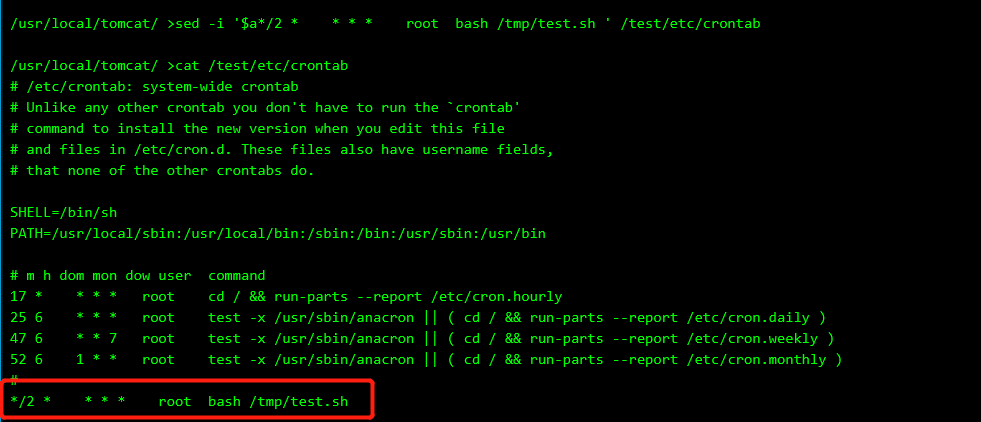 /usr/local/tomcat/ >sed -i '$a*/2 *    * * *    root  bash /tmp/test.sh ' /test/etc/crontab
/usr/local/tomcat/ >cat /test/etc/crontab
# /etc/crontab: system-wide crontab
# Unlike any other crontab you don't have to run the `crontab'
# command to install the new version when you edit this file
# and files in /etc/cron.d. These files also have username fields,
# that none of the other crontabs do.
SHELL=/bin/sh
PATH=/usr/local/sbin:/usr/local/bin:/sbin:/bin:/usr/sbin:/usr/bin
# m h dom mon dow user  command
17 *    * * *   root    cd / && run-parts --report /etc/cron.hourly
25 6    * * *   root    test -x /usr/sbin/anacron || ( cd / && run-parts --report /etc/cron.daily )
47 6    * * 7   root    test -x /usr/sbin/anacron || ( cd / && run-parts --report /etc/cron.weekly )
52 6    1 * *   root    test -x /usr/sbin/anacron || ( cd / && run-parts --report /etc/cron.monthly )
#
*/2 *    * * *    root  bash /tmp/test.sh